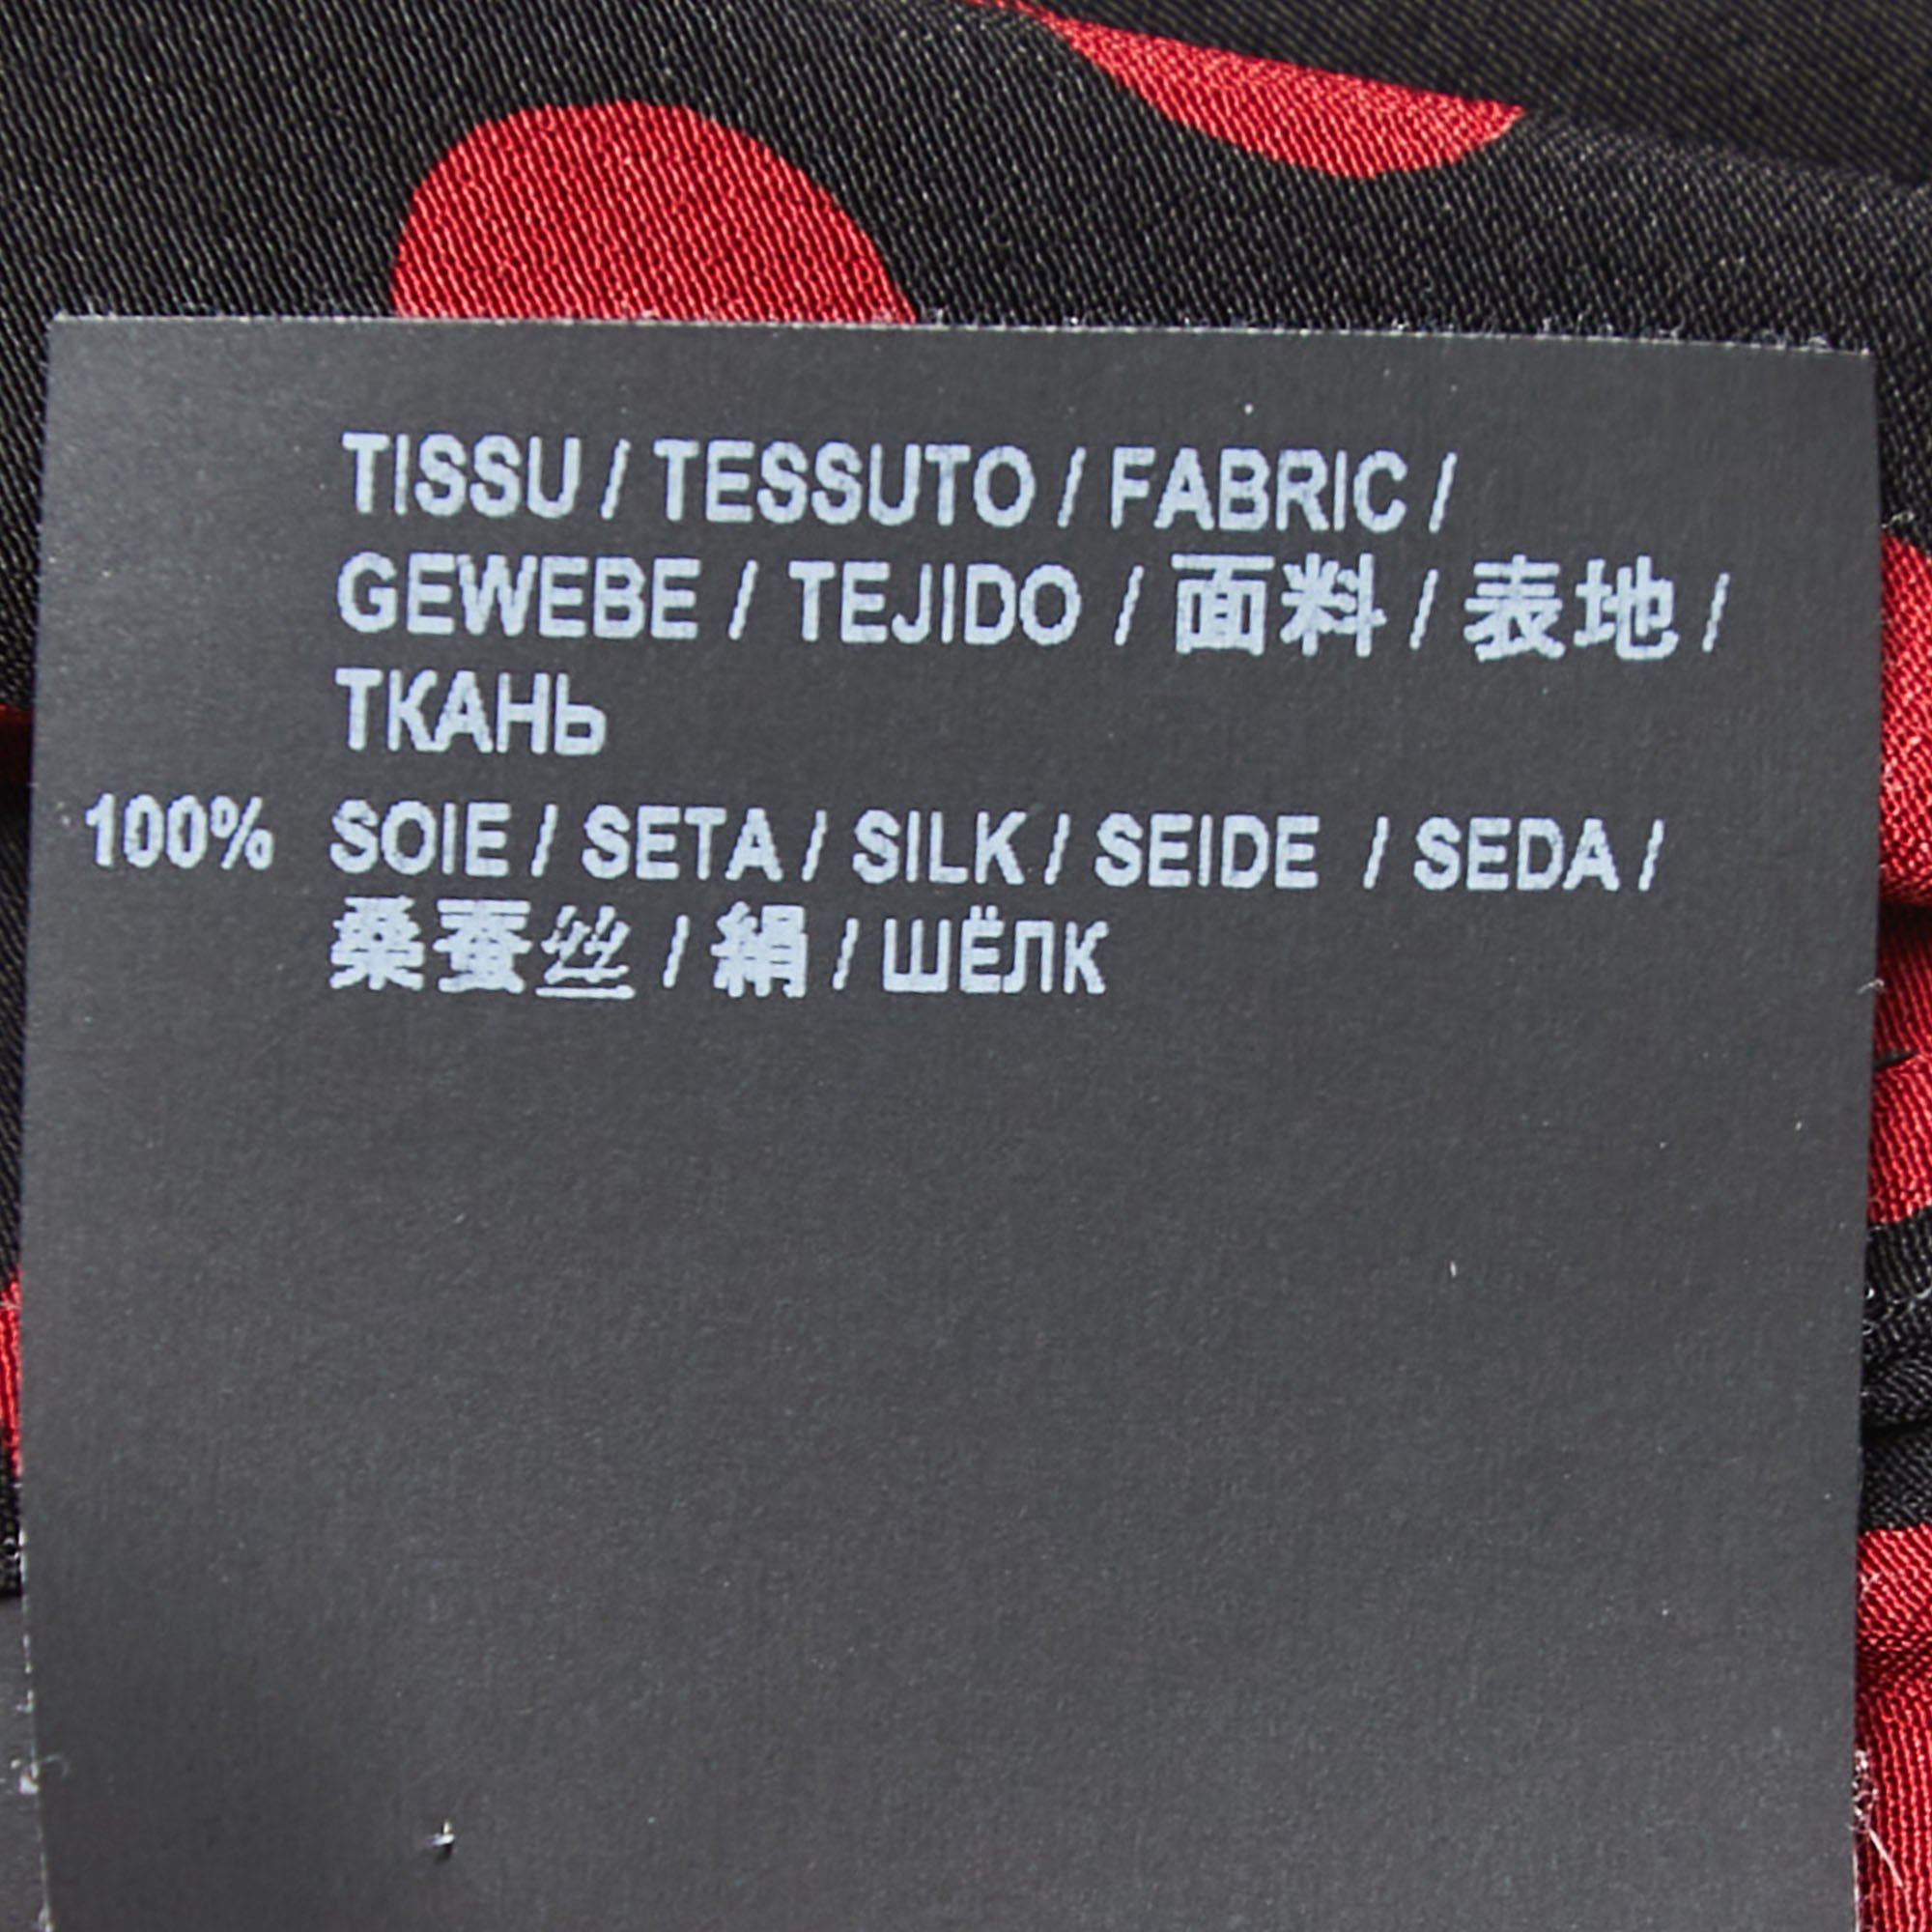 TISSU / TESSUTO / FABRIC /
GEWEBE / TEJIDO / 面料 / 表地 /
ТКАНЬ
100% SOIE / SETA / SILK / SEIDE / SEDA /
桑蚕丝 / 絹 / ШЁЛК